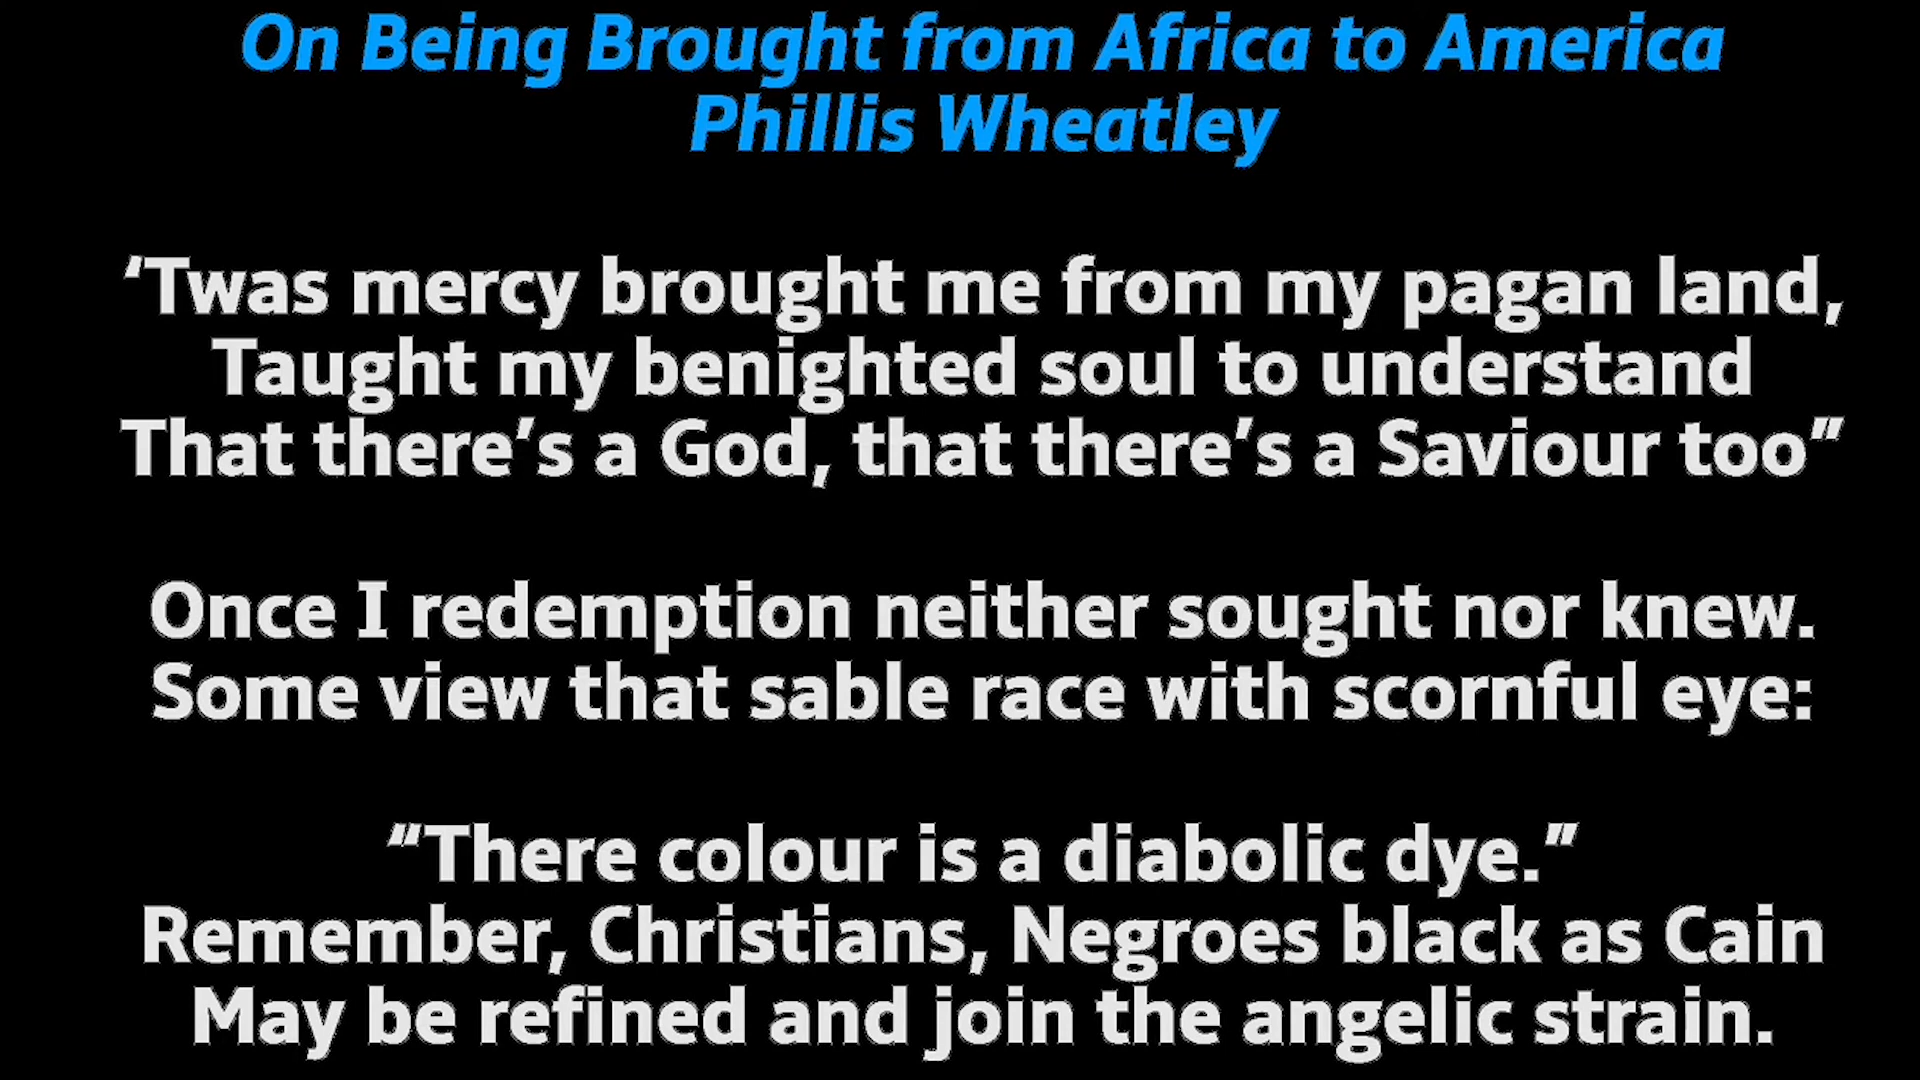 On Being Brought from Africa to America
Phillis Wheatley
‘Twas mercy brought me from my pagan land,
Taught my benighted soul to understand
That there’s a God, that there’s a Saviour too”
Once I redemption neither sought nor knew.
Some view that sable race with scornful eye:
“There colour is a diabolic dye.”
Remember, Christians, Negroes black as Cain
May be refined and join the angelic strain.